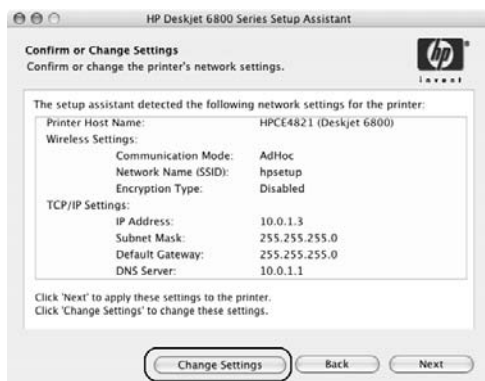 HP Deskjet 6800 Series Setup Assistant
Confirm or Change Settings
Confirm or change the printer's network settings.
hp
invent
The setup assistant detected the following network settings for the printer:
Printer Host Name: HPCE4821 (Deskjet 6800)
Wireless Settings:
Communication Mode: AdHoc
Network Name (SSID): hpsetup
Encryption Type: Disabled
TCP/IP Settings:
IP Address: 10.0.1.3
Subnet Mask: 255.255.255.0
Default Gateway: 255.255.255.0
DNS Server: 10.0.1.1
Click 'Next' to apply these settings to the printer.
Click 'Change Settings' to change these settings.
Change Settings Back Next